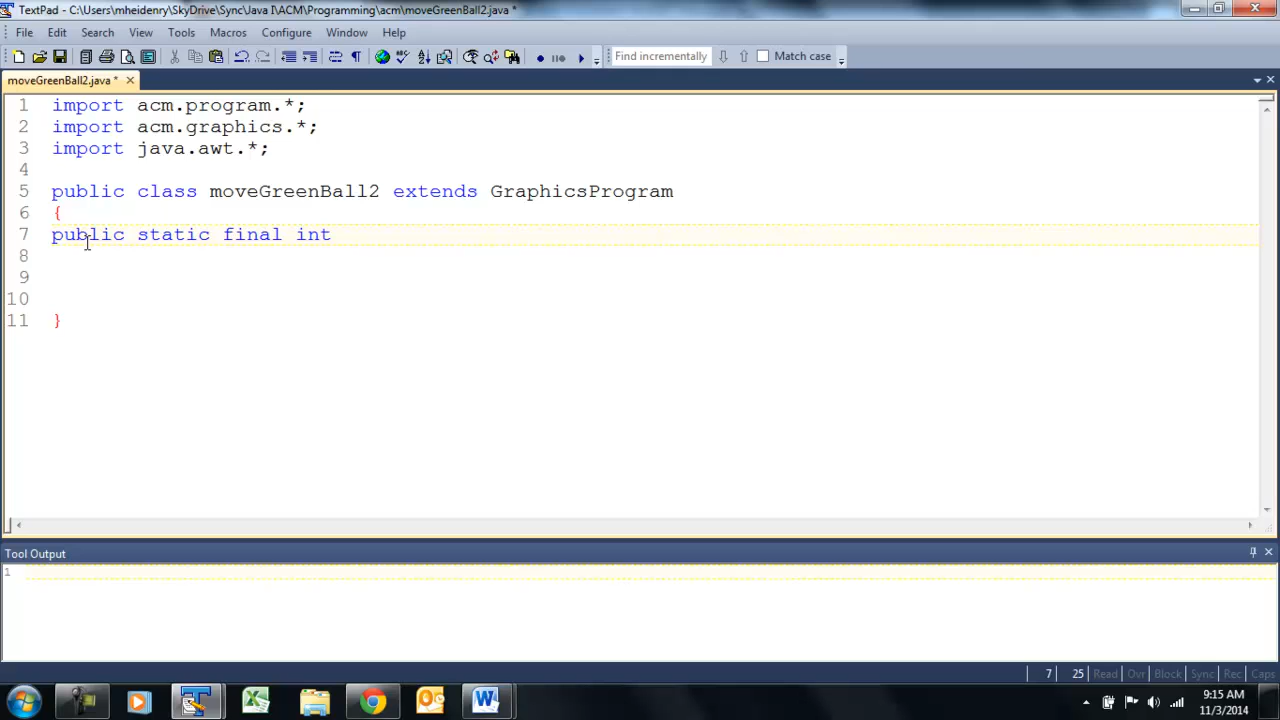 TextPad - C:\Users\mheidenry\SkyDrive\Sync\Java I\ACM\Programming\acm\moveGreenBall2.java *
File Edit Search View Tools Macros Configure Window Help
Find incrementally Match case
moveGreenBall2.java *
1 import acm.program.*;
2 import acm.graphics.*;
3 import java.awt.*;
4
5 public class moveGreenBall2 extends GraphicsProgram
6 {
7 public static final int
8
9
10
11 }
Tool Output
1
7 25 Read Ovr Block Sync Rec Caps
9:15 AM
11/3/2014